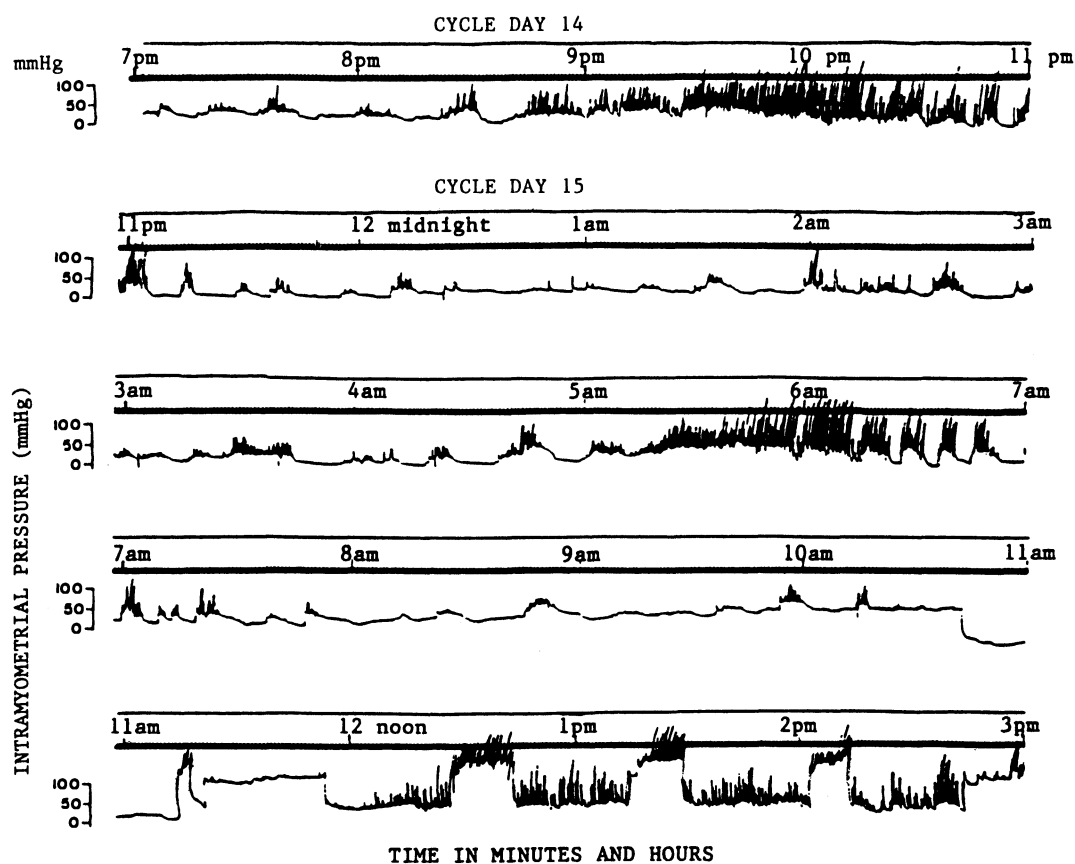 CYCLE DAY 14
mmHg 7pm 8pm 9pm 10 pm 11 pm
100
50
0
CYCLE DAY 15
11pm 12 midnight 1am 2am 3am
100
50
0
3am 4am 5am 6am 7am
100
50
0
7am 8am 9am 10am 11am
100
50
0
11am 12 noon 1pm 2pm 3pm
100
50
0
INTRAMYOMETRIAL PRESSURE (mmHg)
TIME IN MINUTES AND HOURS